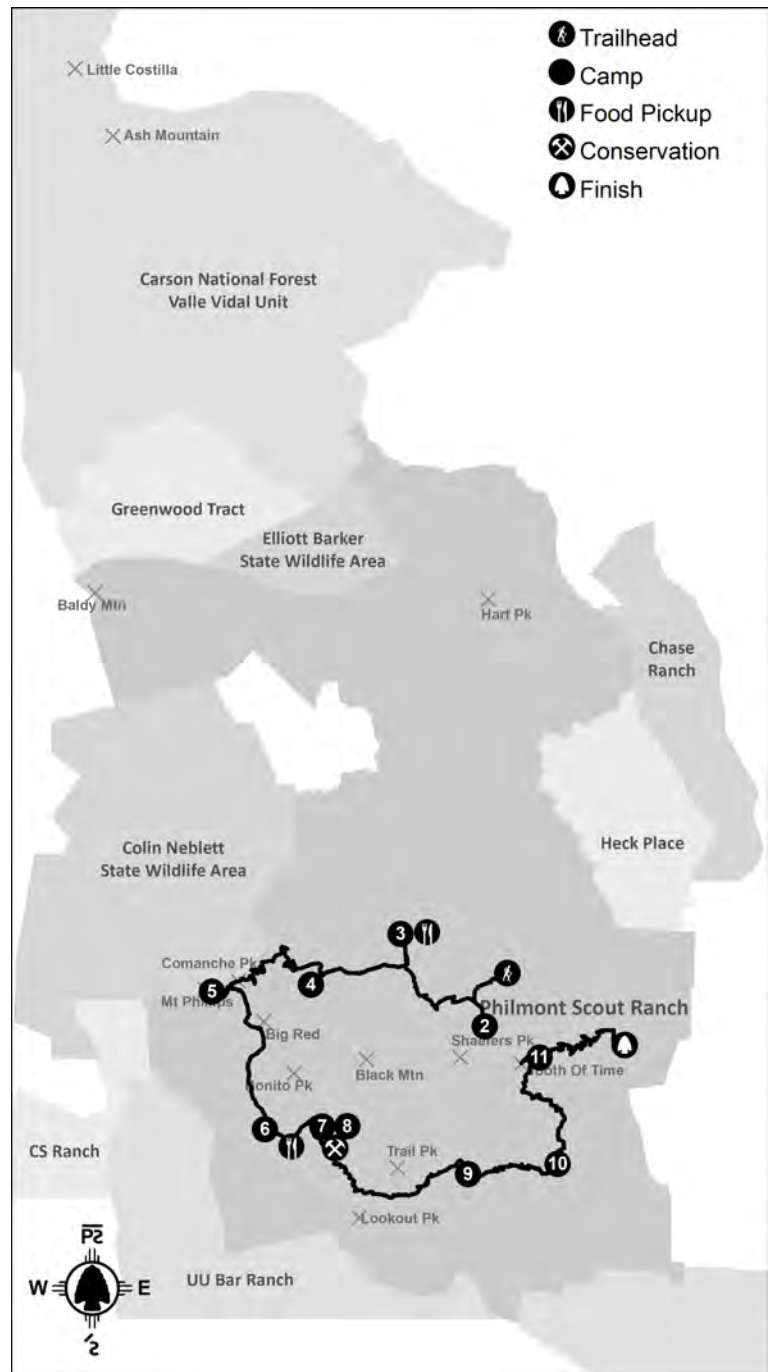 Trailhead
Camp
Food Pickup
Conservation
Finish
Little Costilla
Ash Mountain
Carson National Forest
Valle Vidal Unit
Greenwood Tract
Elliott Barker
State Wildlife Area
Baldy Mtn
Hart Pk
Chase
Ranch
Heck Place
Colin Neblett
State Wildlife Area
3
Comanche Pk
4
5
Mt Phillips
2
Philmont Scout Ranch
Big Red
Shaefers Pk
11
Black Mtn
Tooth Of Time
Bonito Pk
6
7
8
CS Ranch
Trail Pk
9
10
Lookout Pk
UU Bar Ranch
W
E